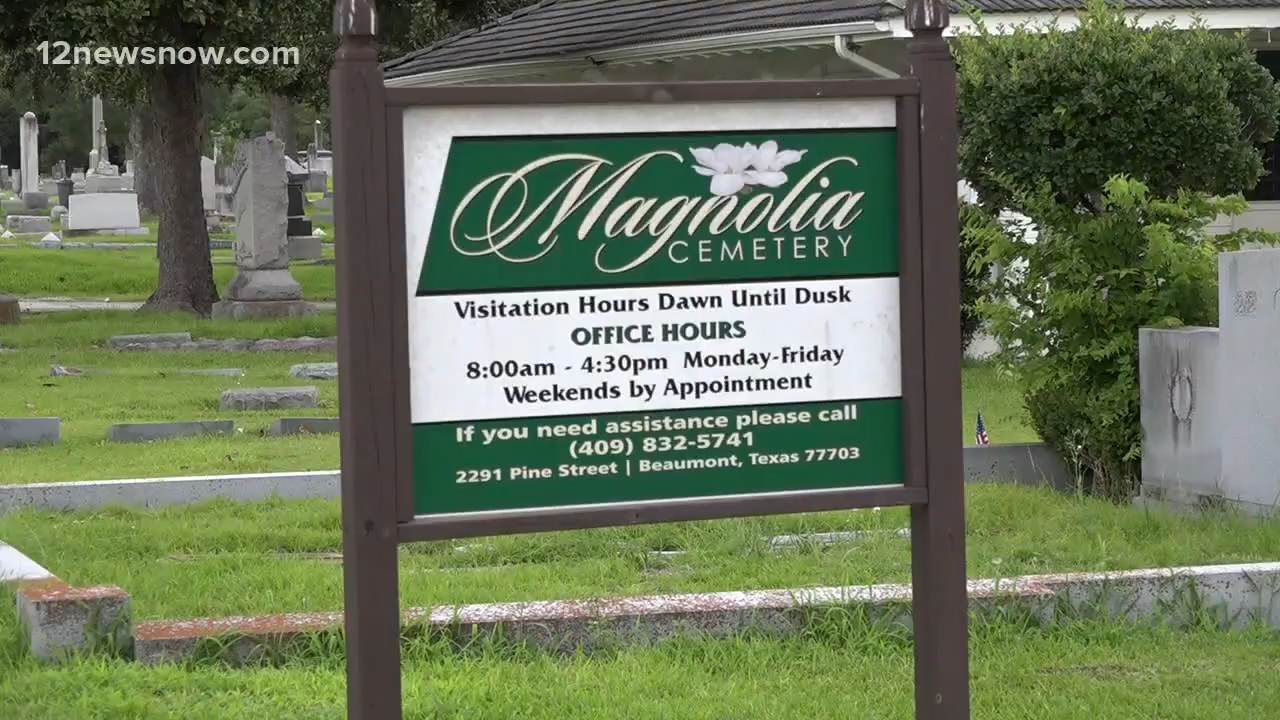 12newsnow.com
Magnolia
CEMETERY
Visitation Hours Dawn Until Dusk
OFFICE HOURS
8:00am - 4:30pm Monday-Friday
Weekends by Appointment
If you need assistance please call
(409) 832-5741
2291 Pine Street | Beaumont, Texas 77703